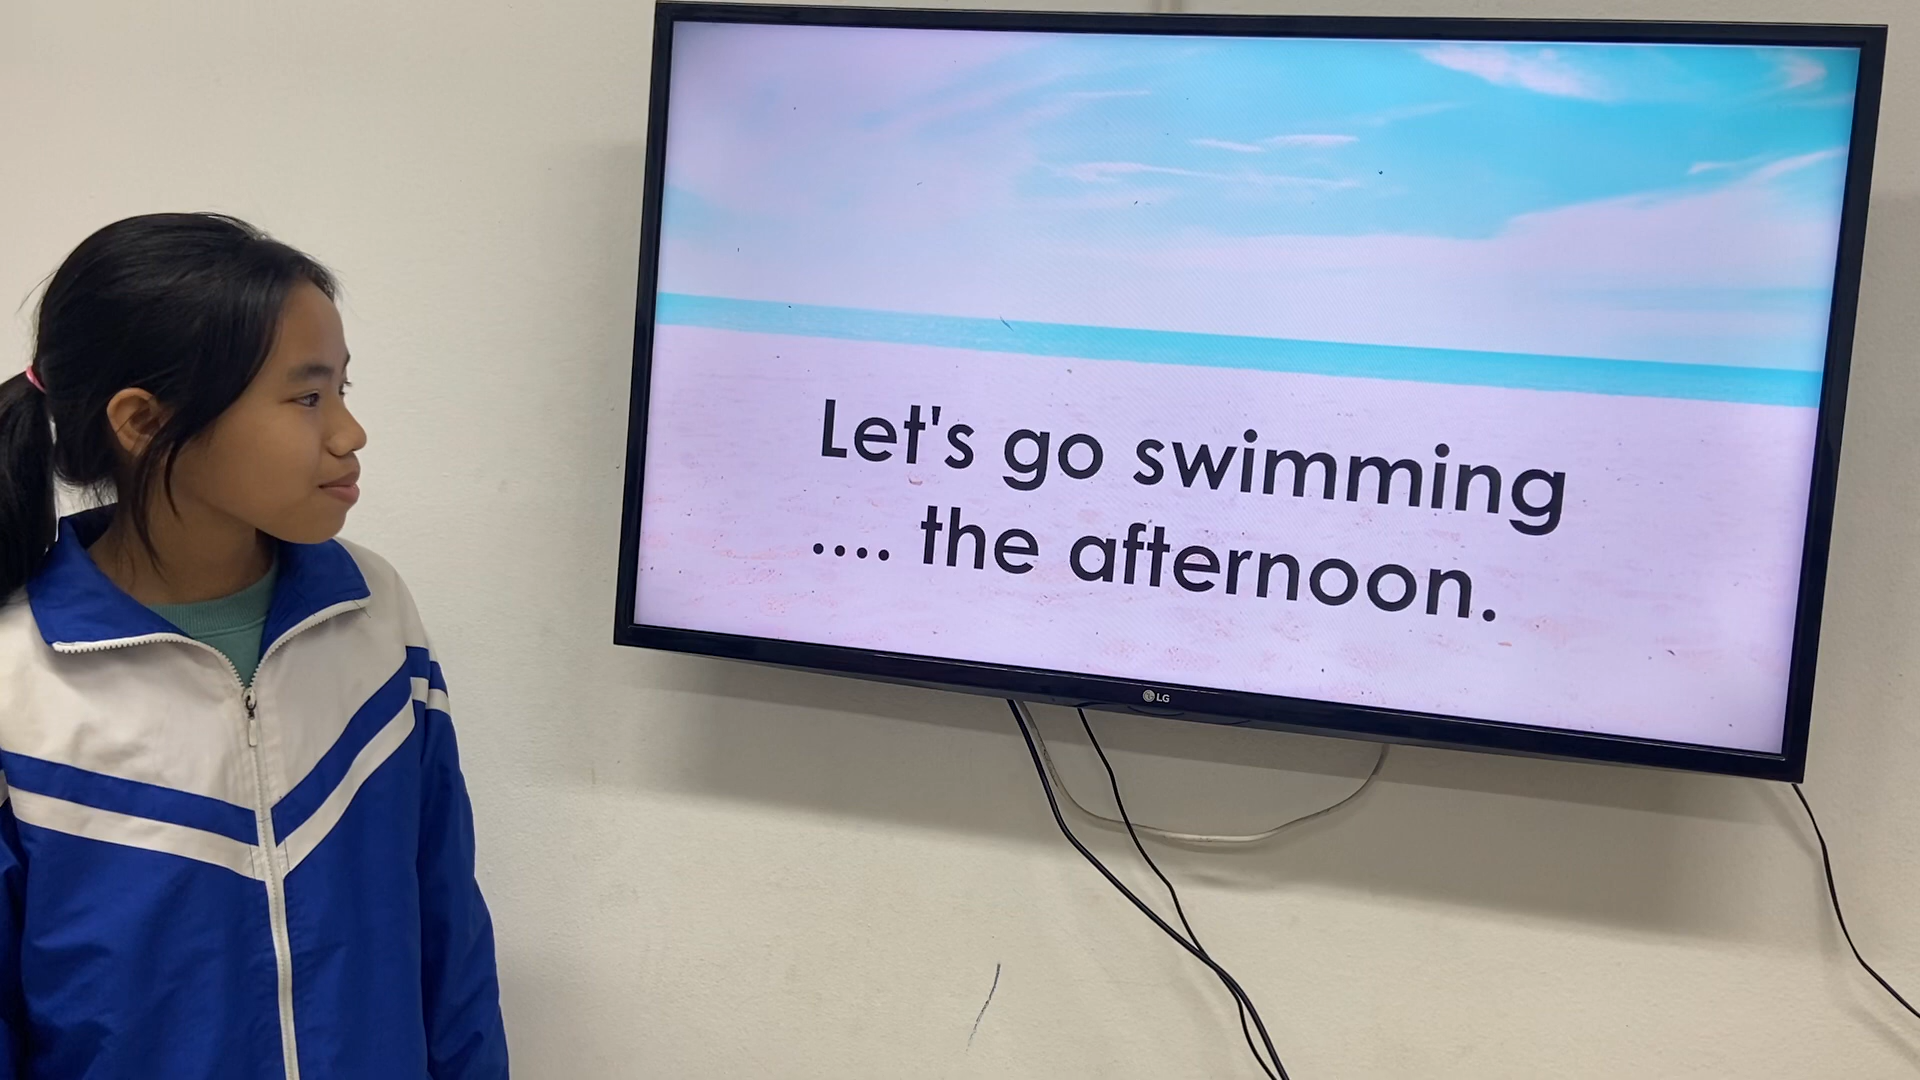 Let's go swimming
.... the afternoon.
LG